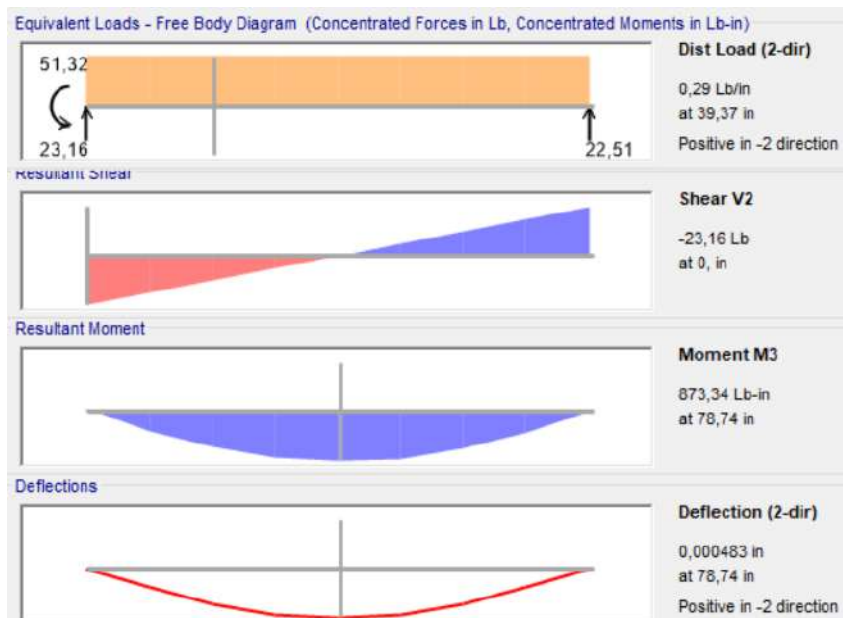 Equivalent Loads - Free Body Diagram (Concentrated Forces in Lb, Concentrated Moments in Lb-in)
51,32
23,16
22,51
Dist Load (2-dir)
0,29 Lb/in
at 39,37 in
Positive in -2 direction
Resultant Shear
Shear V2
-23,16 Lb
at 0, in
Resultant Moment
Moment M3
873,34 Lb-in
at 78,74 in
Deflections
Deflection (2-dir)
0,000483 in
at 78,74 in
Positive in -2 direction